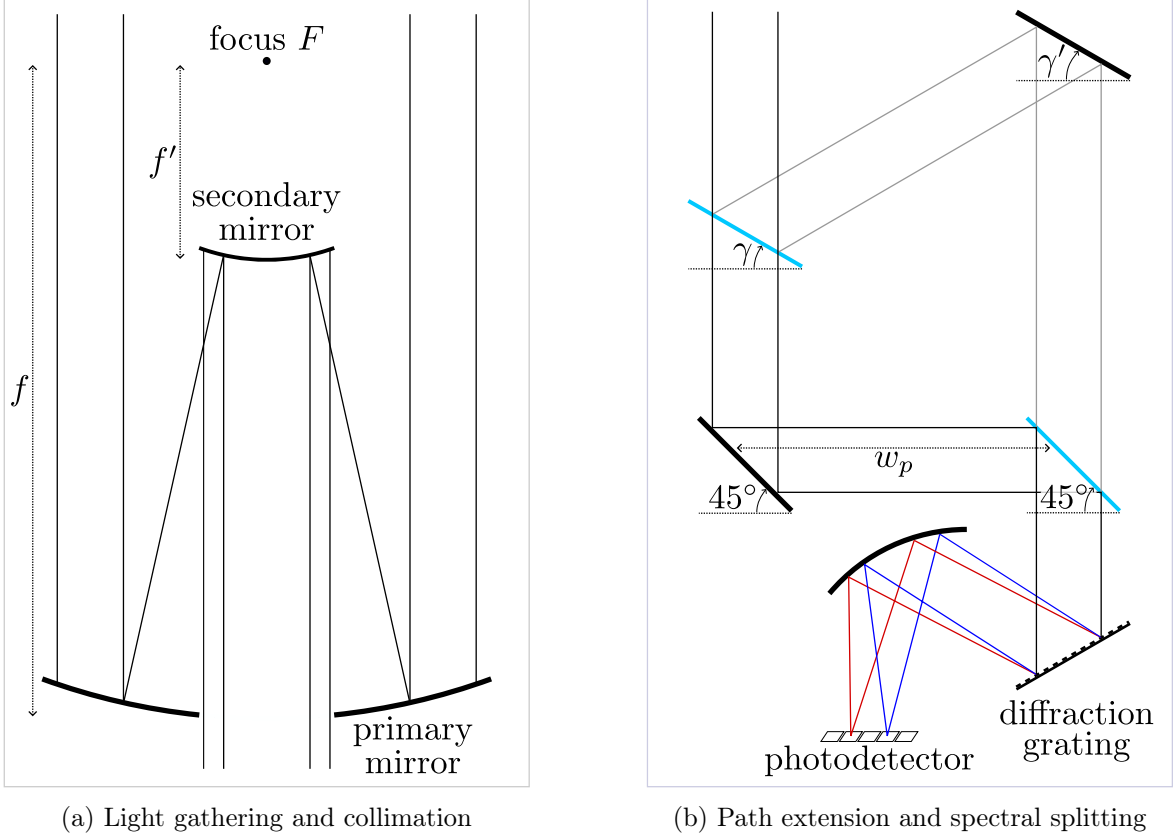 focus F
f′
secondary
mirror
f
primary
mirror
(a) Light gathering and collimation
γ′
γ
w_p
45°
45°
diffraction
grating
photodetector
(b) Path extension and spectral splitting